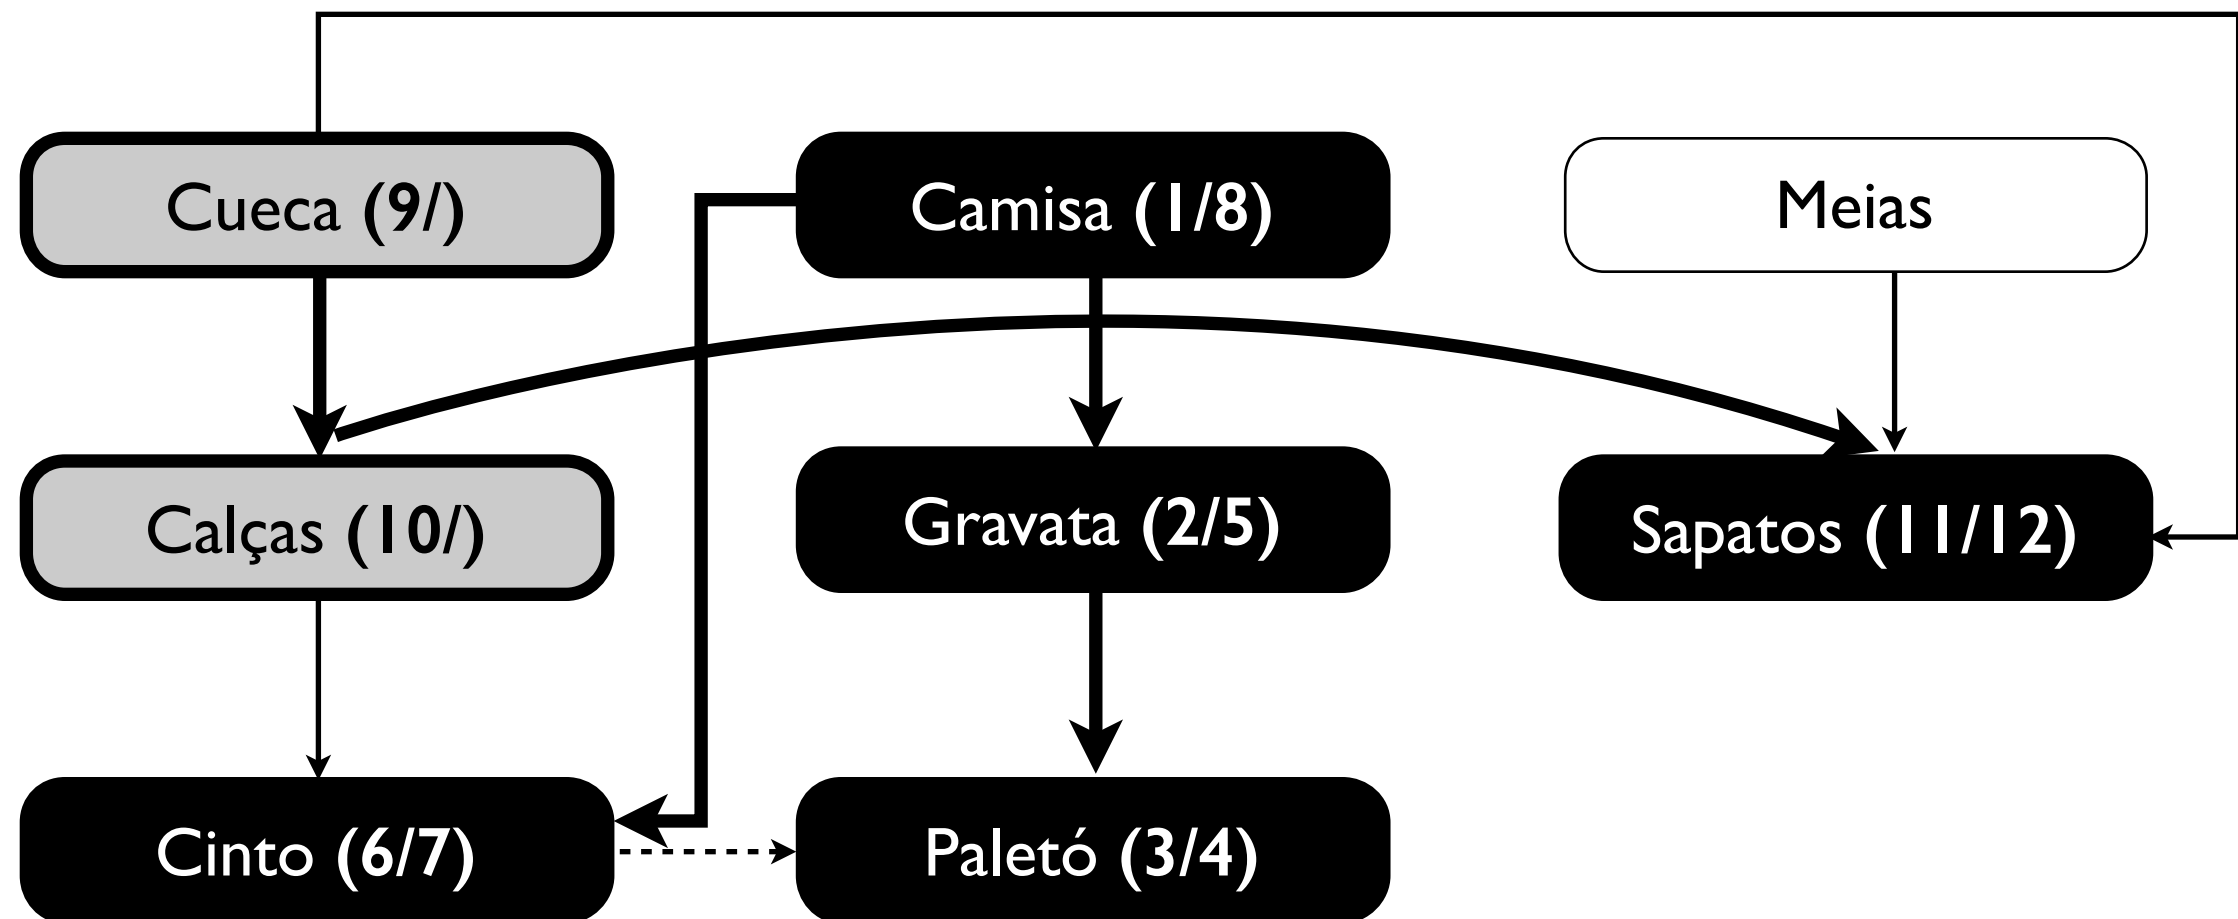 Cueca (9/)
Camisa (1/8)
Meias
Calças (10/)
Gravata (2/5)
Sapatos (11/12)
Cinto (6/7)
Paletó (3/4)